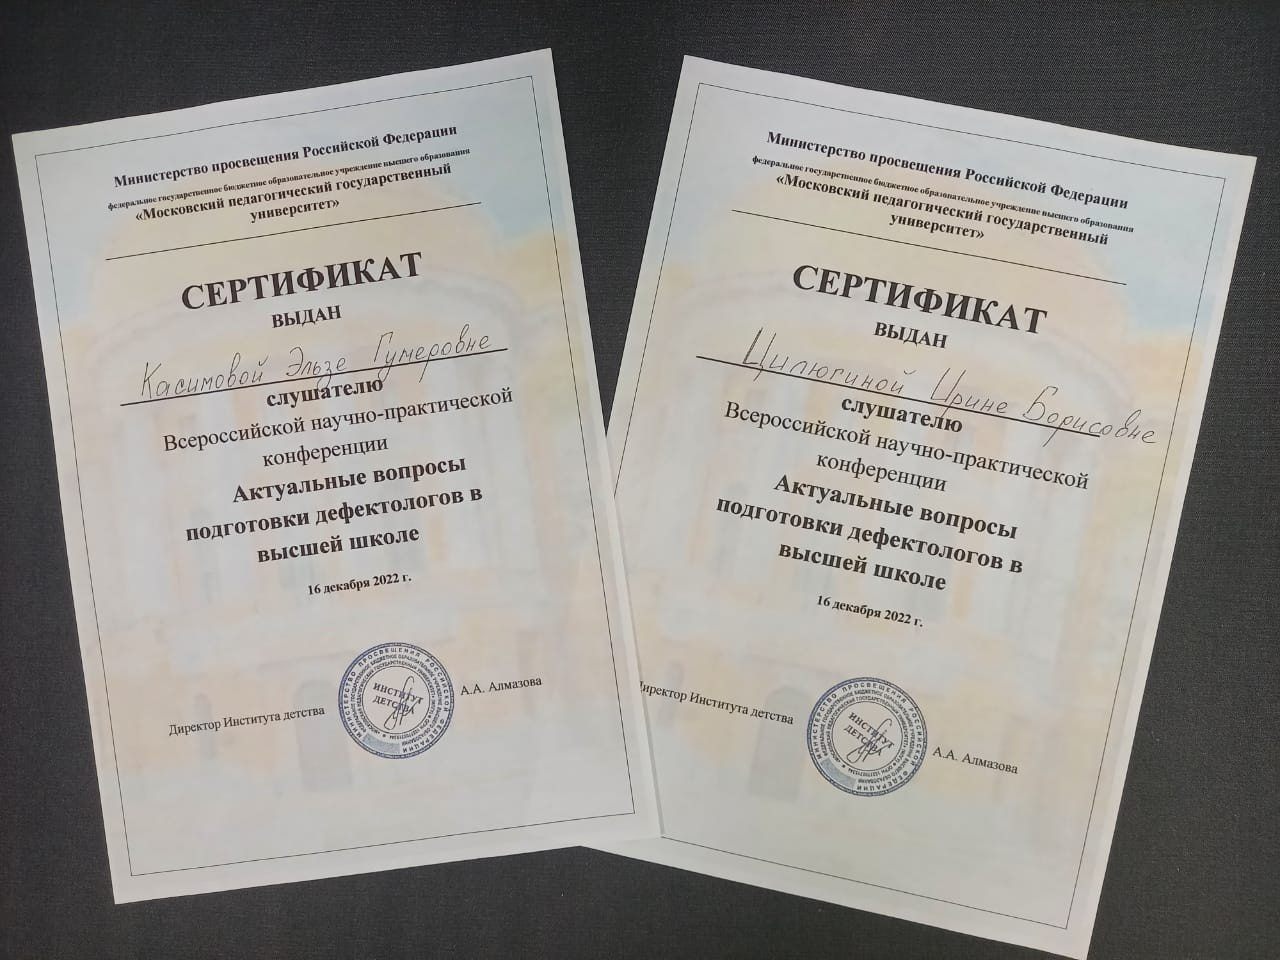 Министерство просвещения Российской Федерации
федеральное государственное бюджетное образовательное учреждение высшего образования
«Московский педагогический государственный
университет»
СЕРТИФИКАТ
ВЫДАН
Касимовой Эльзе Гумеровне
слушателю
Всероссийской научно-практической
конференции
Актуальные вопросы
подготовки дефектологов в
высшей школе
16 декабря 2022 г.
Директор Института детства
ИНСТИТУТ
ДЕТСТВА
А.А. Алмазова
Министерство просвещения Российской Федерации
федеральное государственное бюджетное образовательное учреждение высшего образования
«Московский педагогический государственный
университет»
СЕРТИФИКАТ
ВЫДАН
Цилюгиной Ирине Борисовне
слушателю
Всероссийской научно-практической
конференции
Актуальные вопросы
подготовки дефектологов в
высшей школе
16 декабря 2022 г.
Директор Института детства
ИНСТИТУТ
ДЕТСТВА
А.А. Алмазова